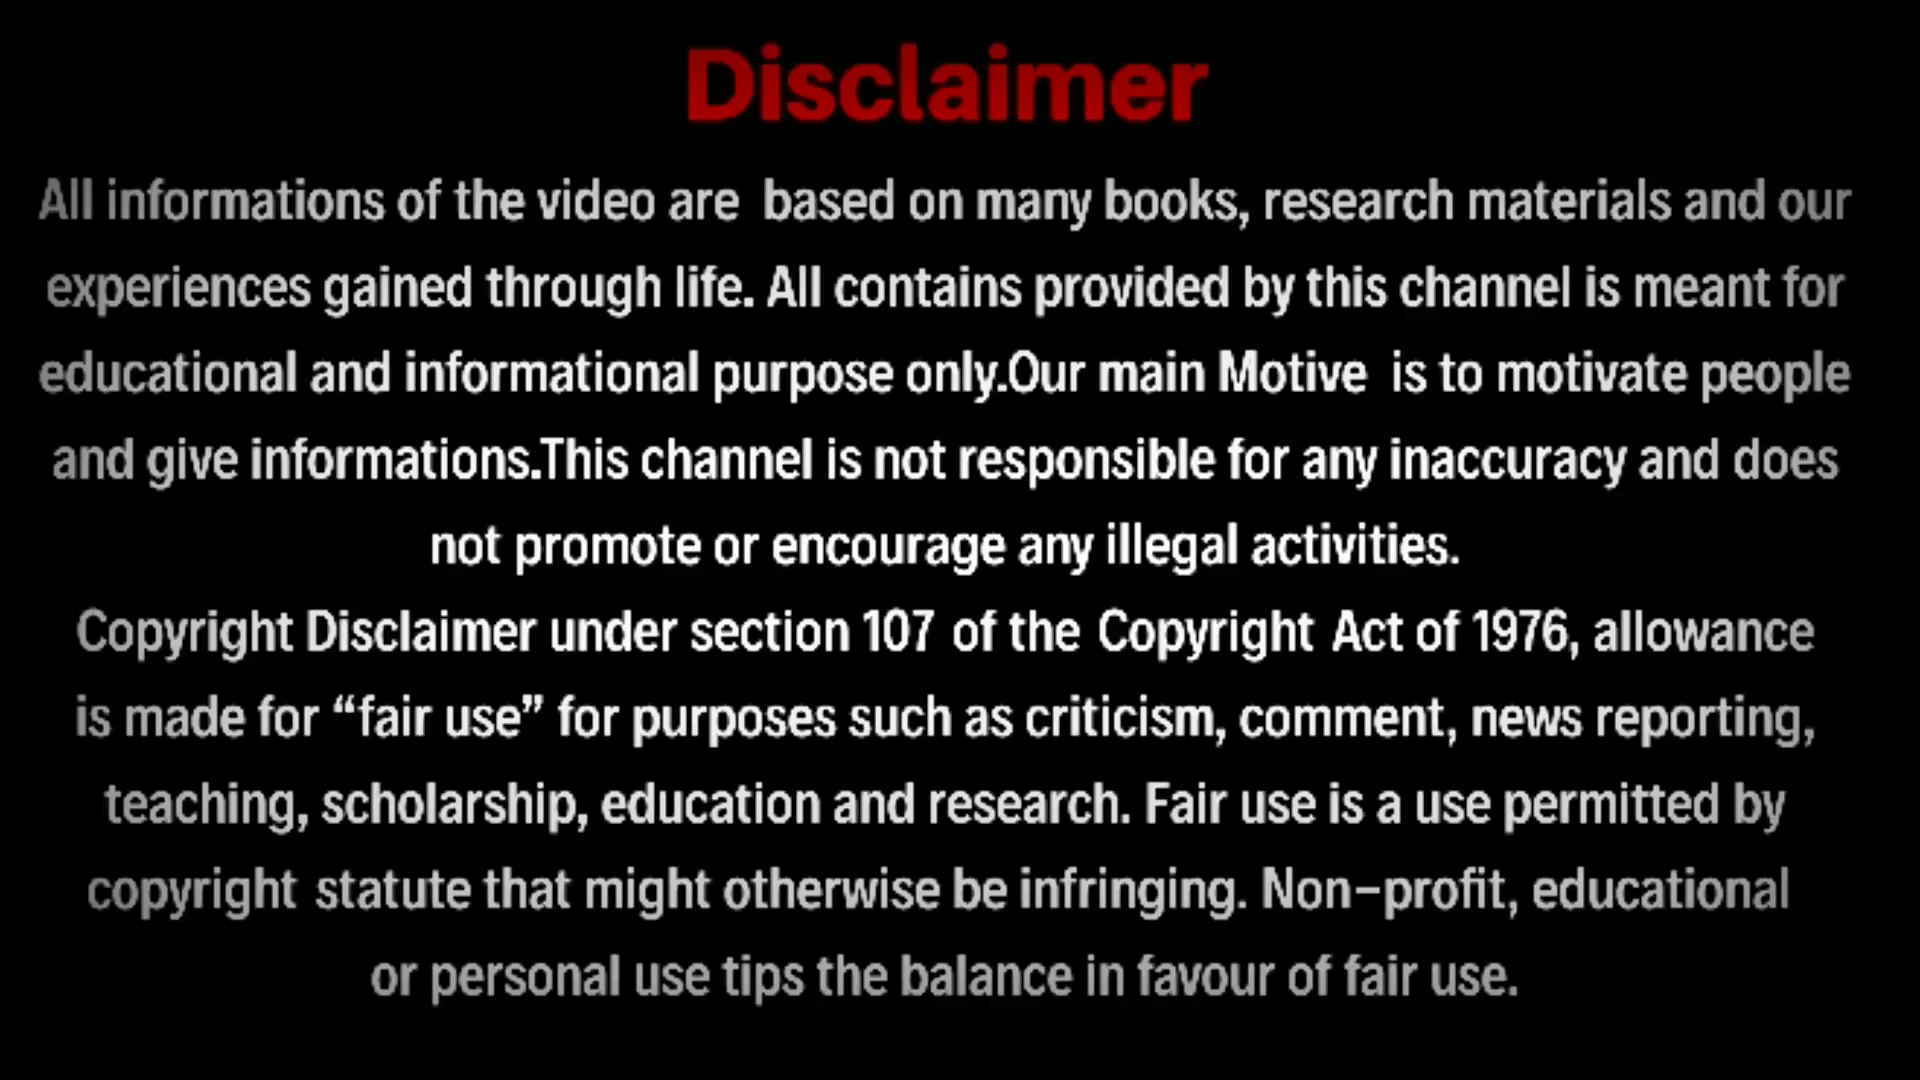 Disclaimer
All informations of the video are based on many books, research materials and our
experiences gained through life. All contains provided by this channel is meant for
educational and informational purpose only.Our main Motive is to motivate people
and give informations.This channel is not responsible for any inaccuracy and does
not promote or encourage any illegal activities.
Copyright Disclaimer under section 107 of the Copyright Act of 1976, allowance
is made for “fair use” for purposes such as criticism, comment, news reporting,
teaching, scholarship, education and research. Fair use is a use permitted by
copyright statute that might otherwise be infringing. Non–profit, educational
or personal use tips the balance in favour of fair use.